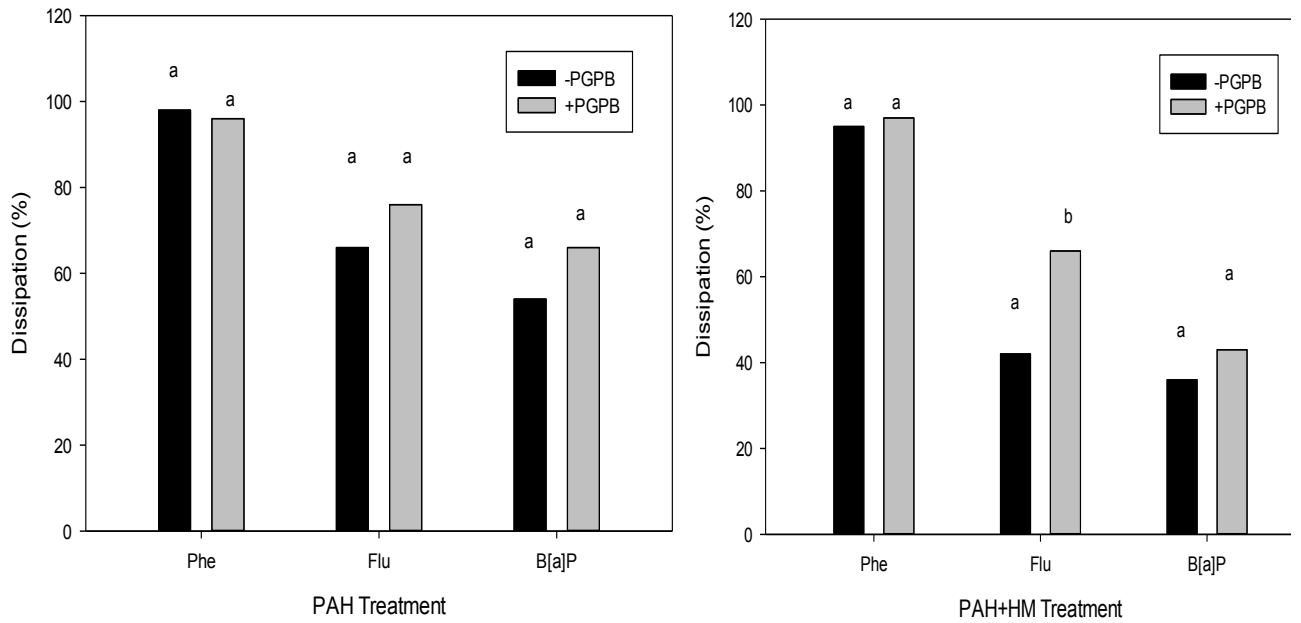 120
100
80
60
40
20
0
Dissipation (%)
-PGPB
+PGPB
a
a
a
a
a
a
Phe
Flu
B[a]P
PAH Treatment
120
100
80
60
40
20
0
Dissipation (%)
-PGPB
+PGPB
a
a
a
b
a
a
Phe
Flu
B[a]P
PAH+HM Treatment